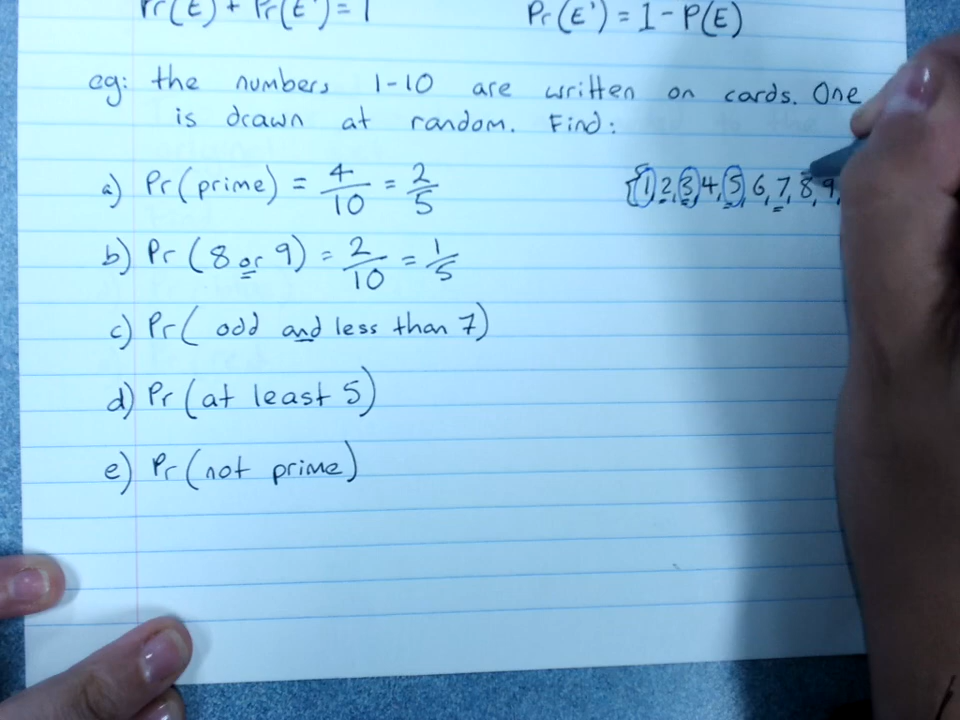 Pr(E) + Pr(E') = 1
Pr(E') = 1 - P(E)
eg: the numbers 1-10 are written on cards. One
is drawn at random. Find:
a) Pr(prime) = 4/10 = 2/5
{1, 2, 3, 4, 5, 6, 7, 8, 9,
b) Pr(8 or 9) = 2/10 = 1/5
c) Pr( odd and less than 7)
d) Pr(at least 5)
e) Pr(not prime)